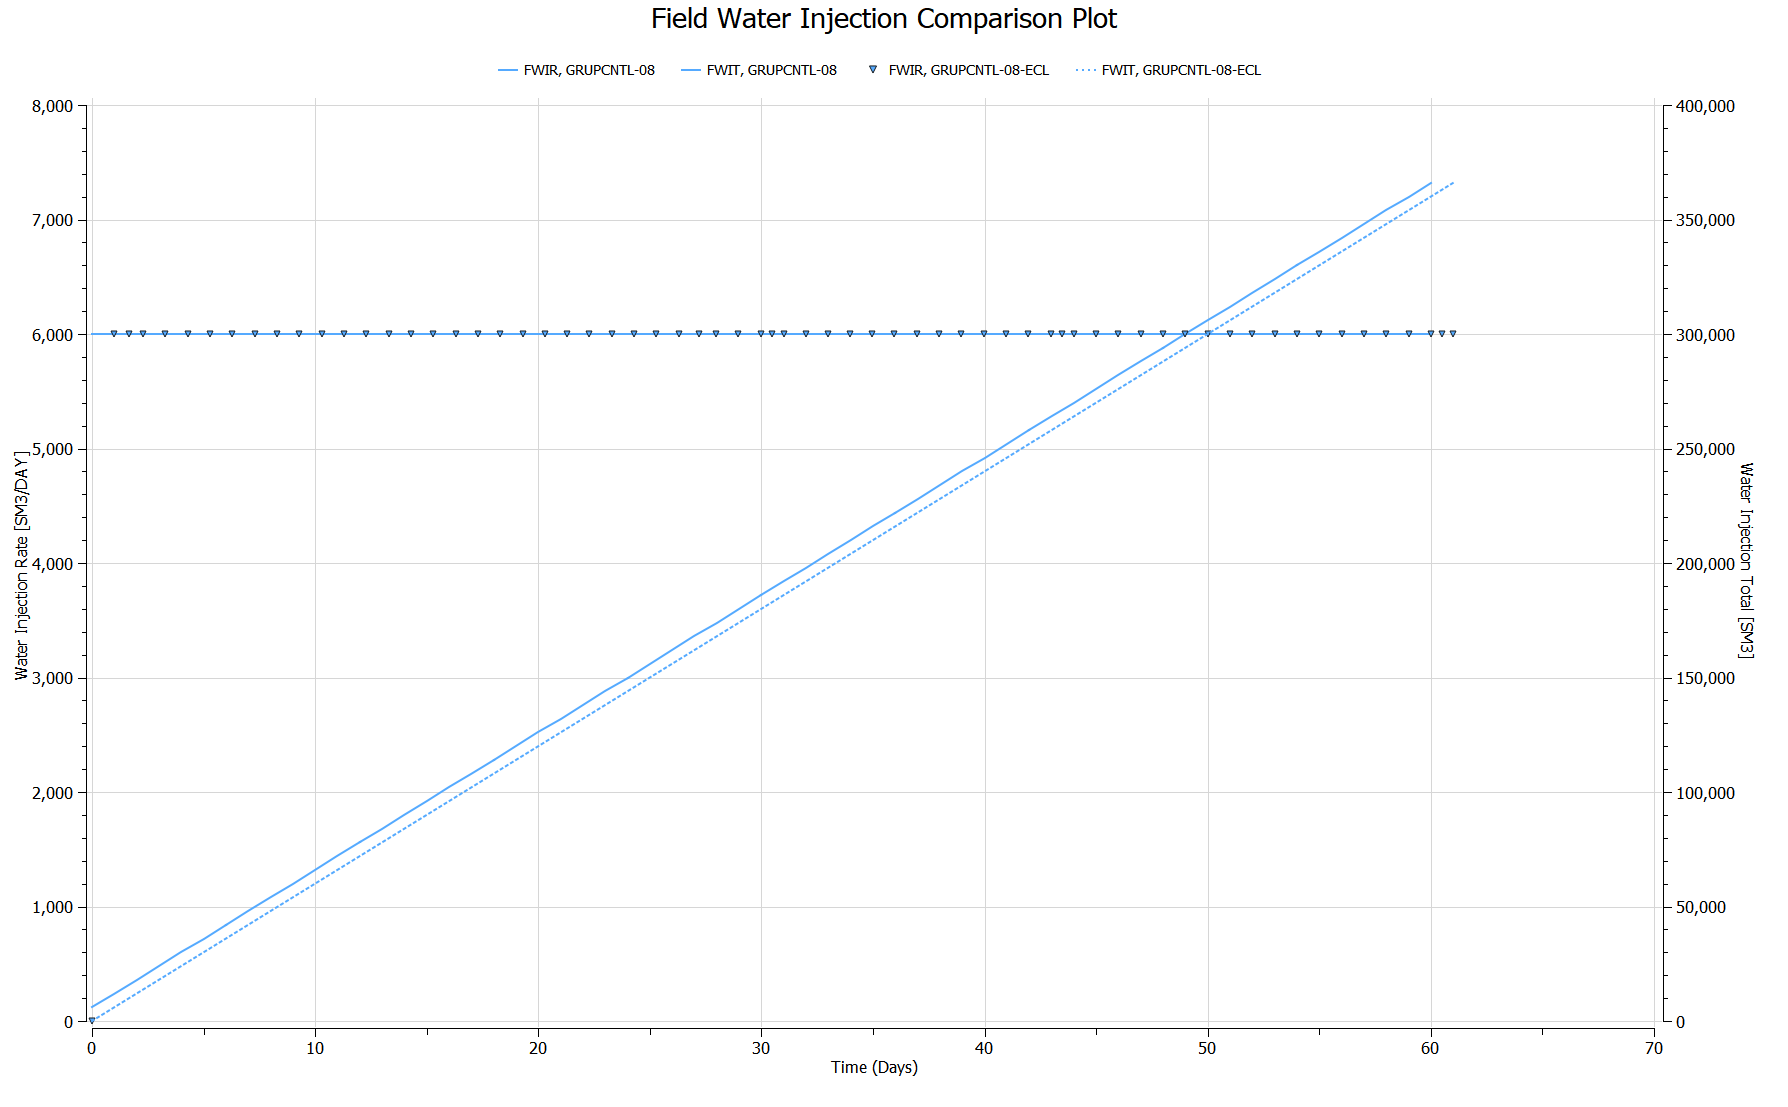 Field Water Injection Comparison Plot
FWIR, GRUPCNTL-08 FWIT, GRUPCNTL-08 FWIR, GRUPCNTL-08-ECL FWIT, GRUPCNTL-08-ECL
8,000 400,000
7,000 350,000
6,000 300,000
5,000 250,000
4,000 200,000
3,000 150,000
2,000 100,000
1,000 50,000
0 0
Water Injection Rate [SM3/DAY]
Water Injection Total [SM3]
0 10 20 30 40 50 60 70
Time (Days)